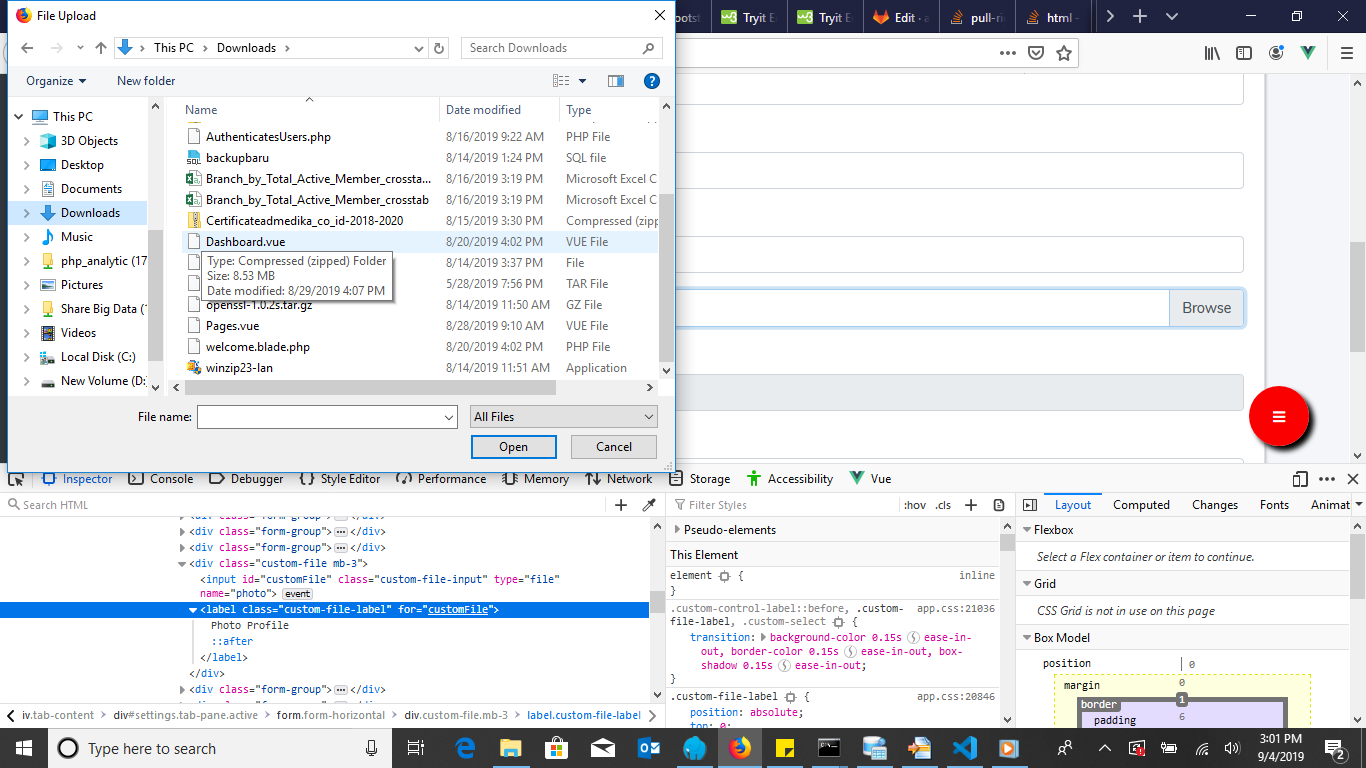 File Upload
ootst
Tryit E
Tryit E
Edit · a
pull-ri
html -
This PC
Downloads
Search Downloads
Organize
New folder
Name
Date modified
Type
This PC
3D Objects
Desktop
Documents
Downloads
Music
php_analytic (17
Pictures
Share Big Data (1
Videos
Local Disk (C:)
New Volume (D:
AuthenticatesUsers.php 8/16/2019 9:22 AM PHP File
backupbaru 8/14/2019 1:24 PM SQL file
Branch_by_Total_Active_Member_crossta... 8/16/2019 3:19 PM Microsoft Excel C
Branch_by_Total_Active_Member_crosstab 8/16/2019 3:19 PM Microsoft Excel C
Certificateadmedika_co_id-2018-2020 8/15/2019 3:30 PM Compressed (zipp
Dashboard.vue 8/20/2019 4:02 PM VUE File
8/14/2019 3:37 PM File
5/28/2019 7:56 PM TAR File
Type: Compressed (zipped) Folder
Size: 8.53 MB
Date modified: 8/29/2019 4:07 PM
openssl-1.0.2s.tar.gz 8/14/2019 11:50 AM GZ File
Pages.vue 8/28/2019 9:10 AM VUE File
welcome.blade.php 8/20/2019 4:02 PM PHP File
winzip23-lan 8/14/2019 11:51 AM Application
File name:
All Files
Open
Cancel
Browse
Inspector
Console
Debugger
Style Editor
Performance
Memory
Network
Storage
Accessibility
Vue
Search HTML
<div class="form-group"></div>
<div class="form-group"></div>
<div class="form-group"></div>
<div class="custom-file mb-3">
<input id="customFile" class="custom-file-input" type="file"
name="photo"> event
<label class="custom-file-label" for="customFile">
Photo Profile
::after
</label>
</div>
<div class="form-group"></div>
iv.tab-content
div#settings.tab-pane.active
form.form-horizontal
div.custom-file.mb-3
label.custom-file-label
Filter Styles
:hov
.cls
Pseudo-elements
This Element
element { inline
}
.custom-control-label::before, .custom- app.css:21036
file-label, .custom-select {
transition: background-color 0.15s ease-in-
out, border-color 0.15s ease-in-out, box-
shadow 0.15s ease-in-out;
}
.custom-file-label { app.css:20846
position: absolute;
top: 0;
Layout
Computed
Changes
Fonts
Animat
Flexbox
Select a Flex container or item to continue.
Grid
CSS Grid is not in use on this page
Box Model
position 0
margin 0
border 1
padding 6
Type here to search
3:01 PM
9/4/2019
2